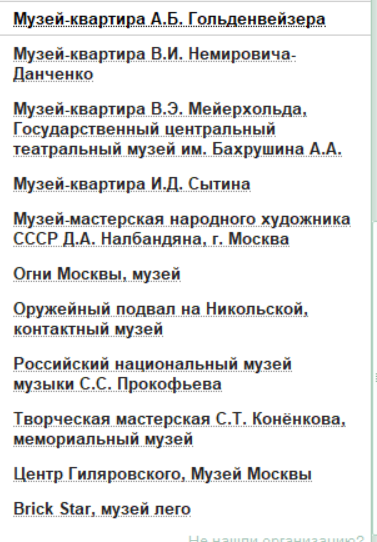 Музей-квартира А.Б. Гольденвейзера
Музей-квартира В.И. Немировича-
Данченко
Музей-квартира В.Э. Мейерхольда,
Государственный центральный
театральный музей им. Бахрушина А.А.
Музей-квартира И.Д. Сытина
Музей-мастерская народного художника
СССР Д.А. Налбандяна, г. Москва
Огни Москвы, музей
Оружейный подвал на Никольской,
контактный музей
Российский национальный музей
музыки С.С. Прокофьева
Творческая мастерская С.Т. Конёнкова,
мемориальный музей
Центр Гиляровского, Музей Москвы
Brick Star, музей лего
Не нашли организацию?